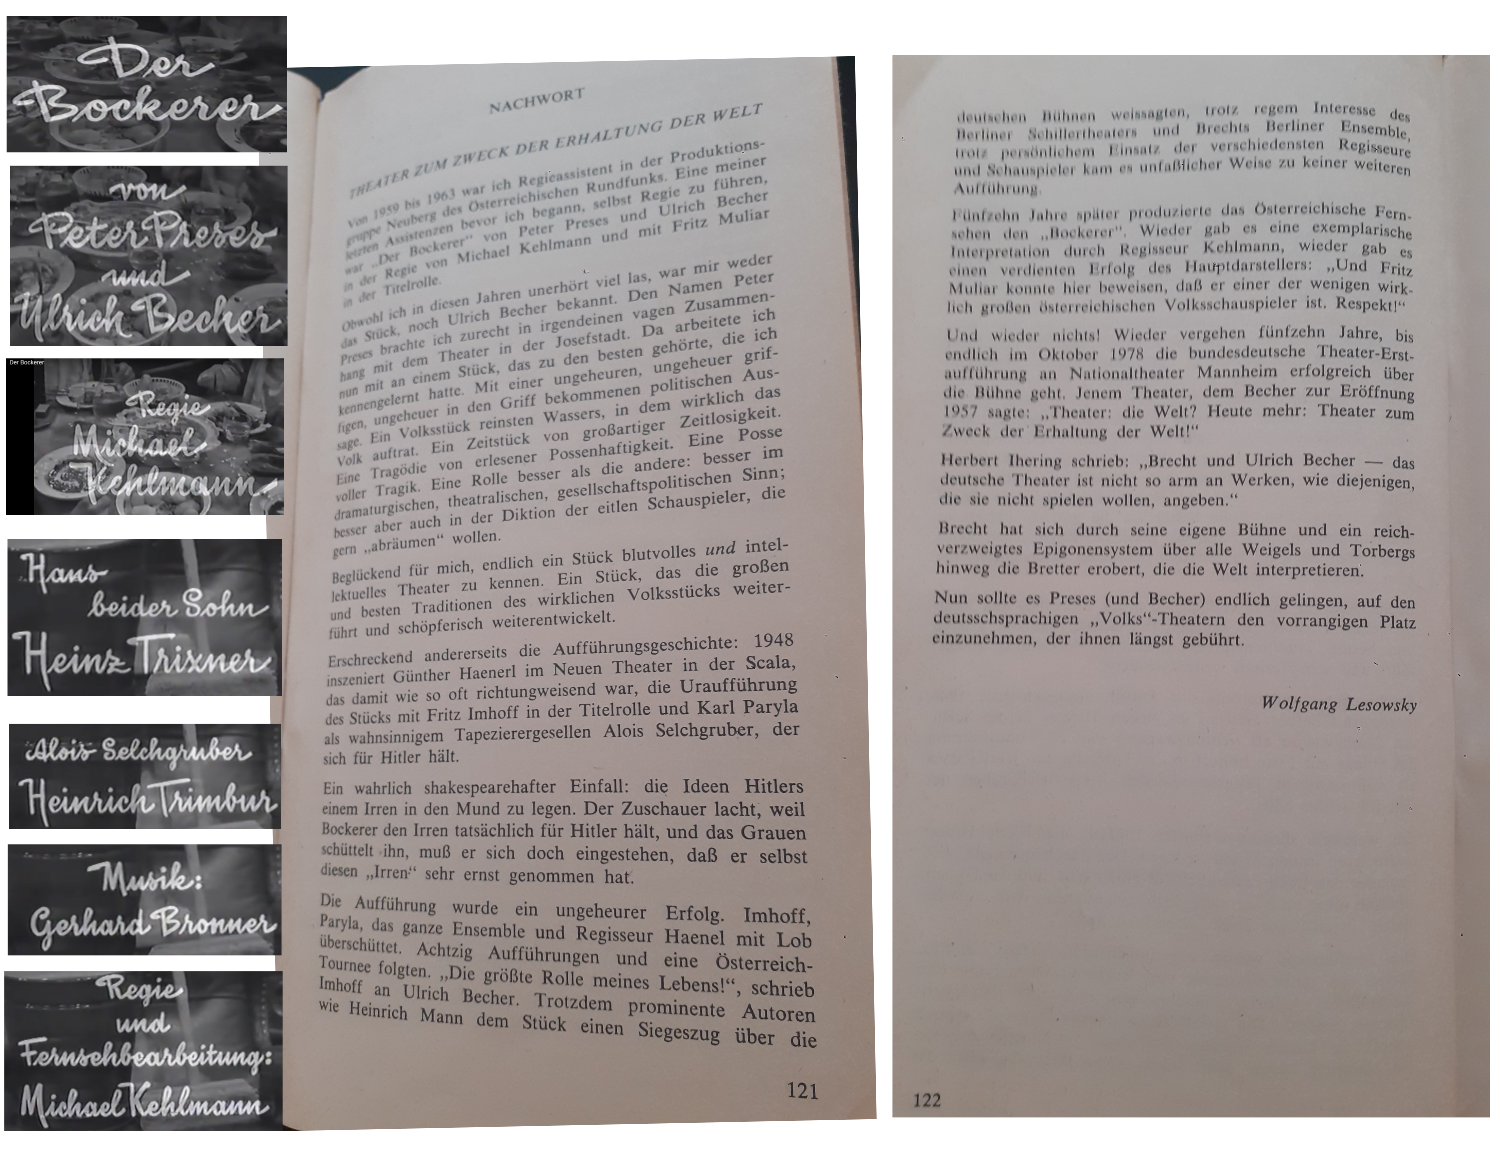 Der
Bockerer
von
Peter Preses
und
Ulrich Becher
Der Bockerer
Regie
Michael
Kehlmann
Hans
beider Sohn
Heinz Trixner
Alois Selchgruber
Heinrich Trimbur
Musik:
Gerhard Bronner
Regie
und
Fernsehbearbeitung:
Michael Kehlmann
NACHWORT
THEATER ZUM ZWECK DER ERHALTUNG DER WELT
Von 1959 bis 1963 war ich Regieassistent in der Produktions-
gruppe Neuberg des Österreichischen Rundfunks. Eine meiner
letzten Assistenzen bevor ich begann, selbst Regie zu führen,
war „Der Bockerer“ von Peter Preses und Ulrich Becher
in der Regie von Michael Kehlmann und mit Fritz Muliar
in der Titelrolle.
Obwohl ich in diesen Jahren unerhört viel las, war mir weder
das Stück, noch Ulrich Becher bekannt. Den Namen Peter
Preses brachte ich zurecht in irgendeinen vagen Zusammen-
hang mit dem Theater in der Josefstadt. Da arbeitete ich
nun mit an einem Stück, das zu den besten gehörte, die ich
kennengelernt hatte. Mit einer ungeheuren, ungeheuer grif-
figen, ungeheuer in den Griff bekommenen politischen Aus-
sage. Ein Volksstück reinsten Wassers, in dem wirklich das
Volk auftrat. Ein Zeitstück von großartiger Zeitlosigkeit.
Eine Tragödie von erlesener Possenhaftigkeit. Eine Posse
voller Tragik. Eine Rolle besser als die andere: besser im
dramaturgischen, theatralischen, gesellschaftspolitischen Sinn;
besser aber auch in der Diktion der eitlen Schauspieler, die
gern „abräumen“ wollen.
Beglückend für mich, endlich ein Stück blutvolles und intel-
lektuelles Theater zu kennen. Ein Stück, das die großen
und besten Traditionen des wirklichen Volksstücks weiter-
führt und schöpferisch weiterentwickelt.
Erschreckend andererseits die Aufführungsgeschichte: 1948
inszeniert Günther Haenerl im Neuen Theater in der Scala,
das damit wie so oft richtungweisend war, die Uraufführung
des Stücks mit Fritz Imhoff in der Titelrolle und Karl Paryla
als wahnsinnigem Tapezierergesellen Alois Selchgruber, der
sich für Hitler hält.
Ein wahrlich shakespearehafter Einfall: die Ideen Hitlers
einem Irren in den Mund zu legen. Der Zuschauer lacht, weil
Bockerer den Irren tatsächlich für Hitler hält, und das Grauen
schüttelt ihn, muß er sich doch eingestehen, daß er selbst
diesen „Irren“ sehr ernst genommen hat.
Die Aufführung wurde ein ungeheurer Erfolg. Imhoff,
Paryla, das ganze Ensemble und Regisseur Haenel mit Lob
überschüttet. Achtzig Aufführungen und eine Österreich-
Tournee folgten. „Die größte Rolle meines Lebens!“, schrieb
Imhoff an Ulrich Becher. Trotzdem prominente Autoren
wie Heinrich Mann dem Stück einen Siegeszug über die
121
deutschen Bühnen weissagten, trotz regem Interesse des
Berliner Schillertheaters und Brechts Berliner Ensemble,
trotz persönlichem Einsatz der verschiedensten Regisseure
und Schauspieler kam es unfaßlicher Weise zu keiner weiteren
Aufführung.
Fünfzehn Jahre später produzierte das Österreichische Fern-
sehen den „Bockerer“. Wieder gab es eine exemplarische
Interpretation durch Regisseur Kehlmann, wieder gab es
einen verdienten Erfolg des Hauptdarstellers: „Und Fritz
Muliar konnte hier beweisen, daß er einer der wenigen wirk-
lich großen österreichischen Volksschauspieler ist. Respekt!“
Und wieder nichts! Wieder vergehen fünfzehn Jahre, bis
endlich im Oktober 1978 die bundesdeutsche Theater-Erst-
aufführung an Nationaltheater Mannheim erfolgreich über
die Bühne geht. Jenem Theater, dem Becher zur Eröffnung
1957 sagte: „Theater: die Welt? Heute mehr: Theater zum
Zweck der Erhaltung der Welt!“
Herbert Ihering schrieb: „Brecht und Ulrich Becher — das
deutsche Theater ist nicht so arm an Werken, wie diejenigen,
die sie nicht spielen wollen, angeben.“
Brecht hat sich durch seine eigene Bühne und ein reich-
verzweigtes Epigonensystem über alle Weigels und Torbergs
hinweg die Bretter erobert, die die Welt interpretieren.
Nun sollte es Preses (und Becher) endlich gelingen, auf den
deutsschsprachigen „Volks“-Theatern den vorrangigen Platz
einzunehmen, der ihnen längst gebührt.
Wolfgang Lesowsky
122